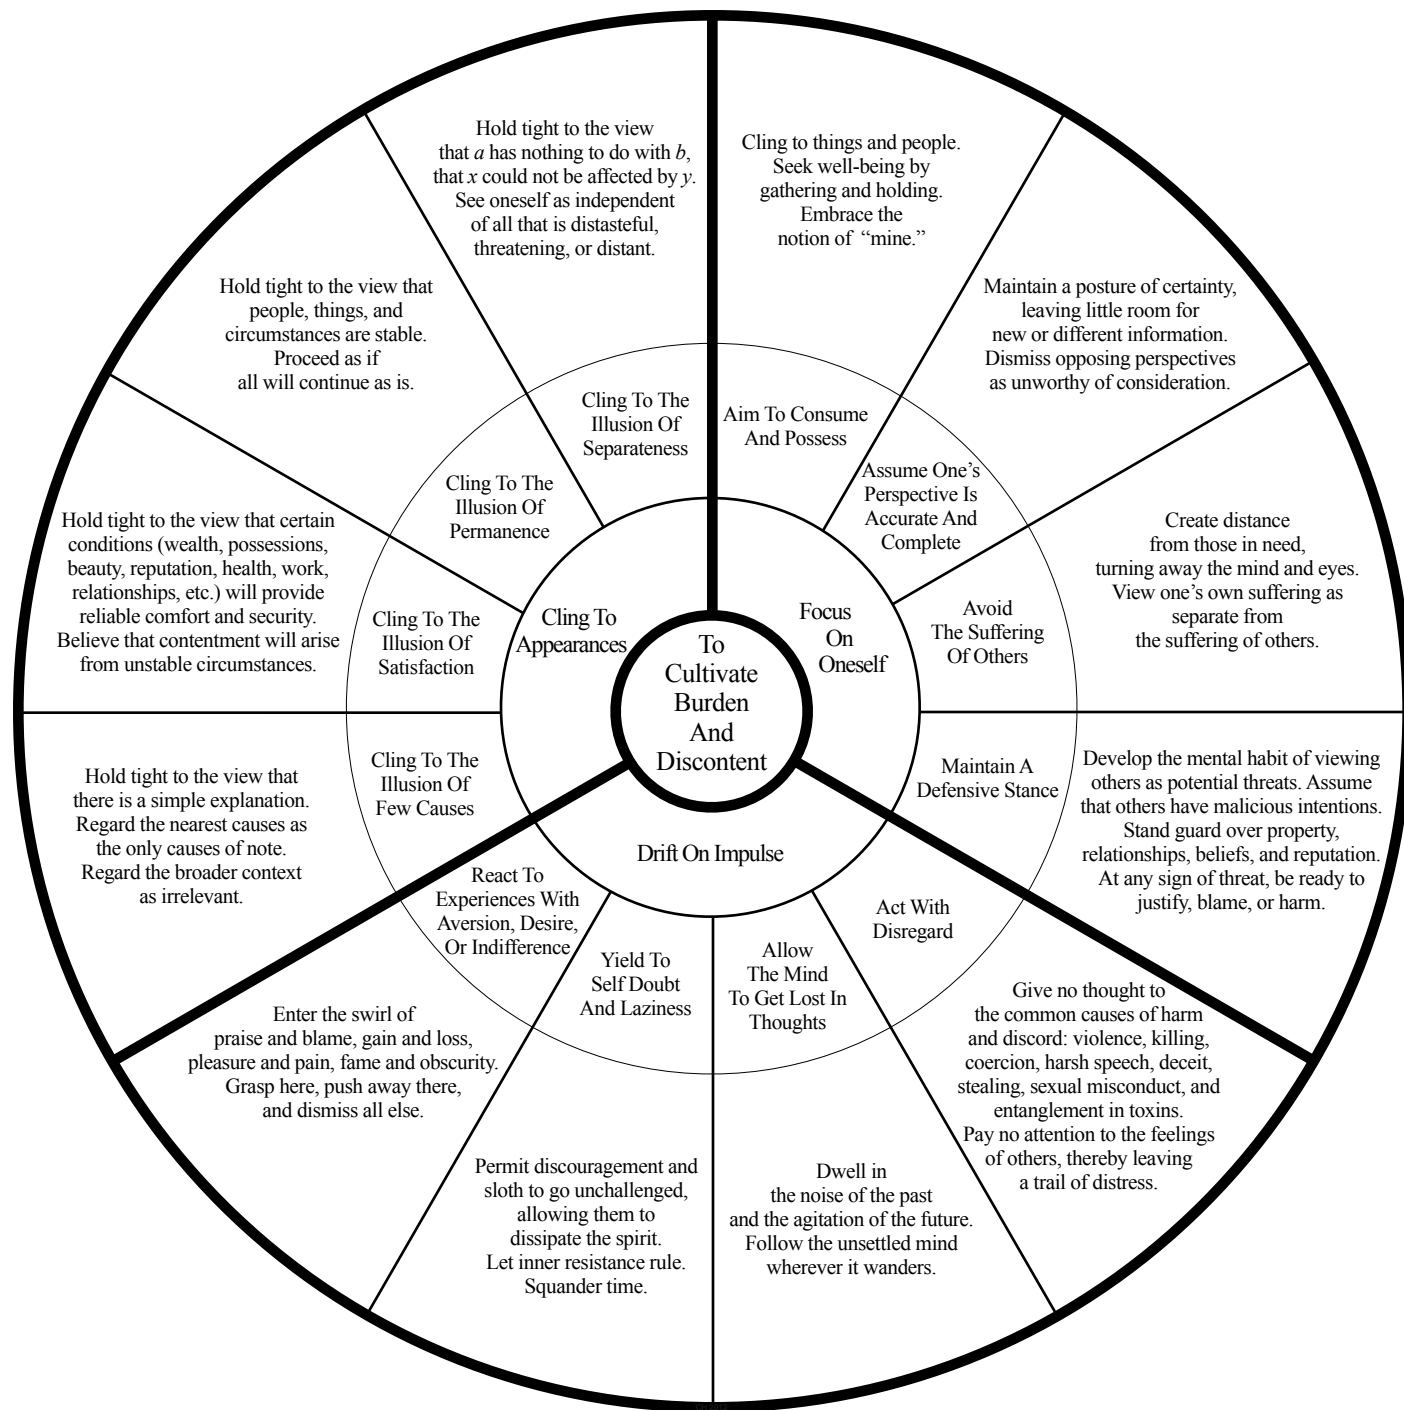 To
Cultivate
Burden
And
Discontent
Focus
On
Oneself
Aim To Consume
And Possess
Cling to things and people.
Seek well-being by
gathering and holding.
Embrace the
notion of “mine.”
Assume One’s
Perspective Is
Accurate And
Complete
Maintain a posture of certainty,
leaving little room for
new or different information.
Dismiss opposing perspectives
as unworthy of consideration.
Avoid
The Suffering
Of Others
Create distance
from those in need,
turning away the mind and eyes.
View one’s own suffering as
separate from
the suffering of others.
Maintain A
Defensive Stance
Develop the mental habit of viewing
others as potential threats. Assume
that others have malicious intentions.
Stand guard over property,
relationships, beliefs, and reputation.
At any sign of threat, be ready to
justify, blame, or harm.
Drift On Impulse
Act With
Disregard
Give no thought to
the common causes of harm
and discord: violence, killing,
coercion, harsh speech, deceit,
stealing, sexual misconduct, and
entanglement in toxins.
Pay no attention to the feelings
of others, thereby leaving
a trail of distress.
Allow
The Mind
To Get Lost In
Thoughts
Dwell in
the noise of the past
and the agitation of the future.
Follow the unsettled mind
wherever it wanders.
Yield To
Self Doubt
And Laziness
Permit discouragement and
sloth to go unchallenged,
allowing them to
dissipate the spirit.
Let inner resistance rule.
Squander time.
React To
Experiences With
Aversion, Desire,
Or Indifference
Enter the swirl of
praise and blame, gain and loss,
pleasure and pain, fame and obscurity.
Grasp here, push away there,
and dismiss all else.
Cling To
Appearances
Cling To The
Illusion Of
Few Causes
Hold tight to the view that
there is a simple explanation.
Regard the nearest causes as
the only causes of note.
Regard the broader context
as irrelevant.
Cling To The
Illusion Of
Satisfaction
Hold tight to the view that certain
conditions (wealth, possessions,
beauty, reputation, health, work,
relationships, etc.) will provide
reliable comfort and security.
Believe that contentment will arise
from unstable circumstances.
Cling To The
Illusion Of
Permanence
Hold tight to the view that
people, things, and
circumstances are stable.
Proceed as if
all will continue as is.
Cling To The
Illusion Of
Separateness
Hold tight to the view
that a has nothing to do with b,
that x could not be affected by y.
See oneself as independent
of all that is distasteful,
threatening, or distant.